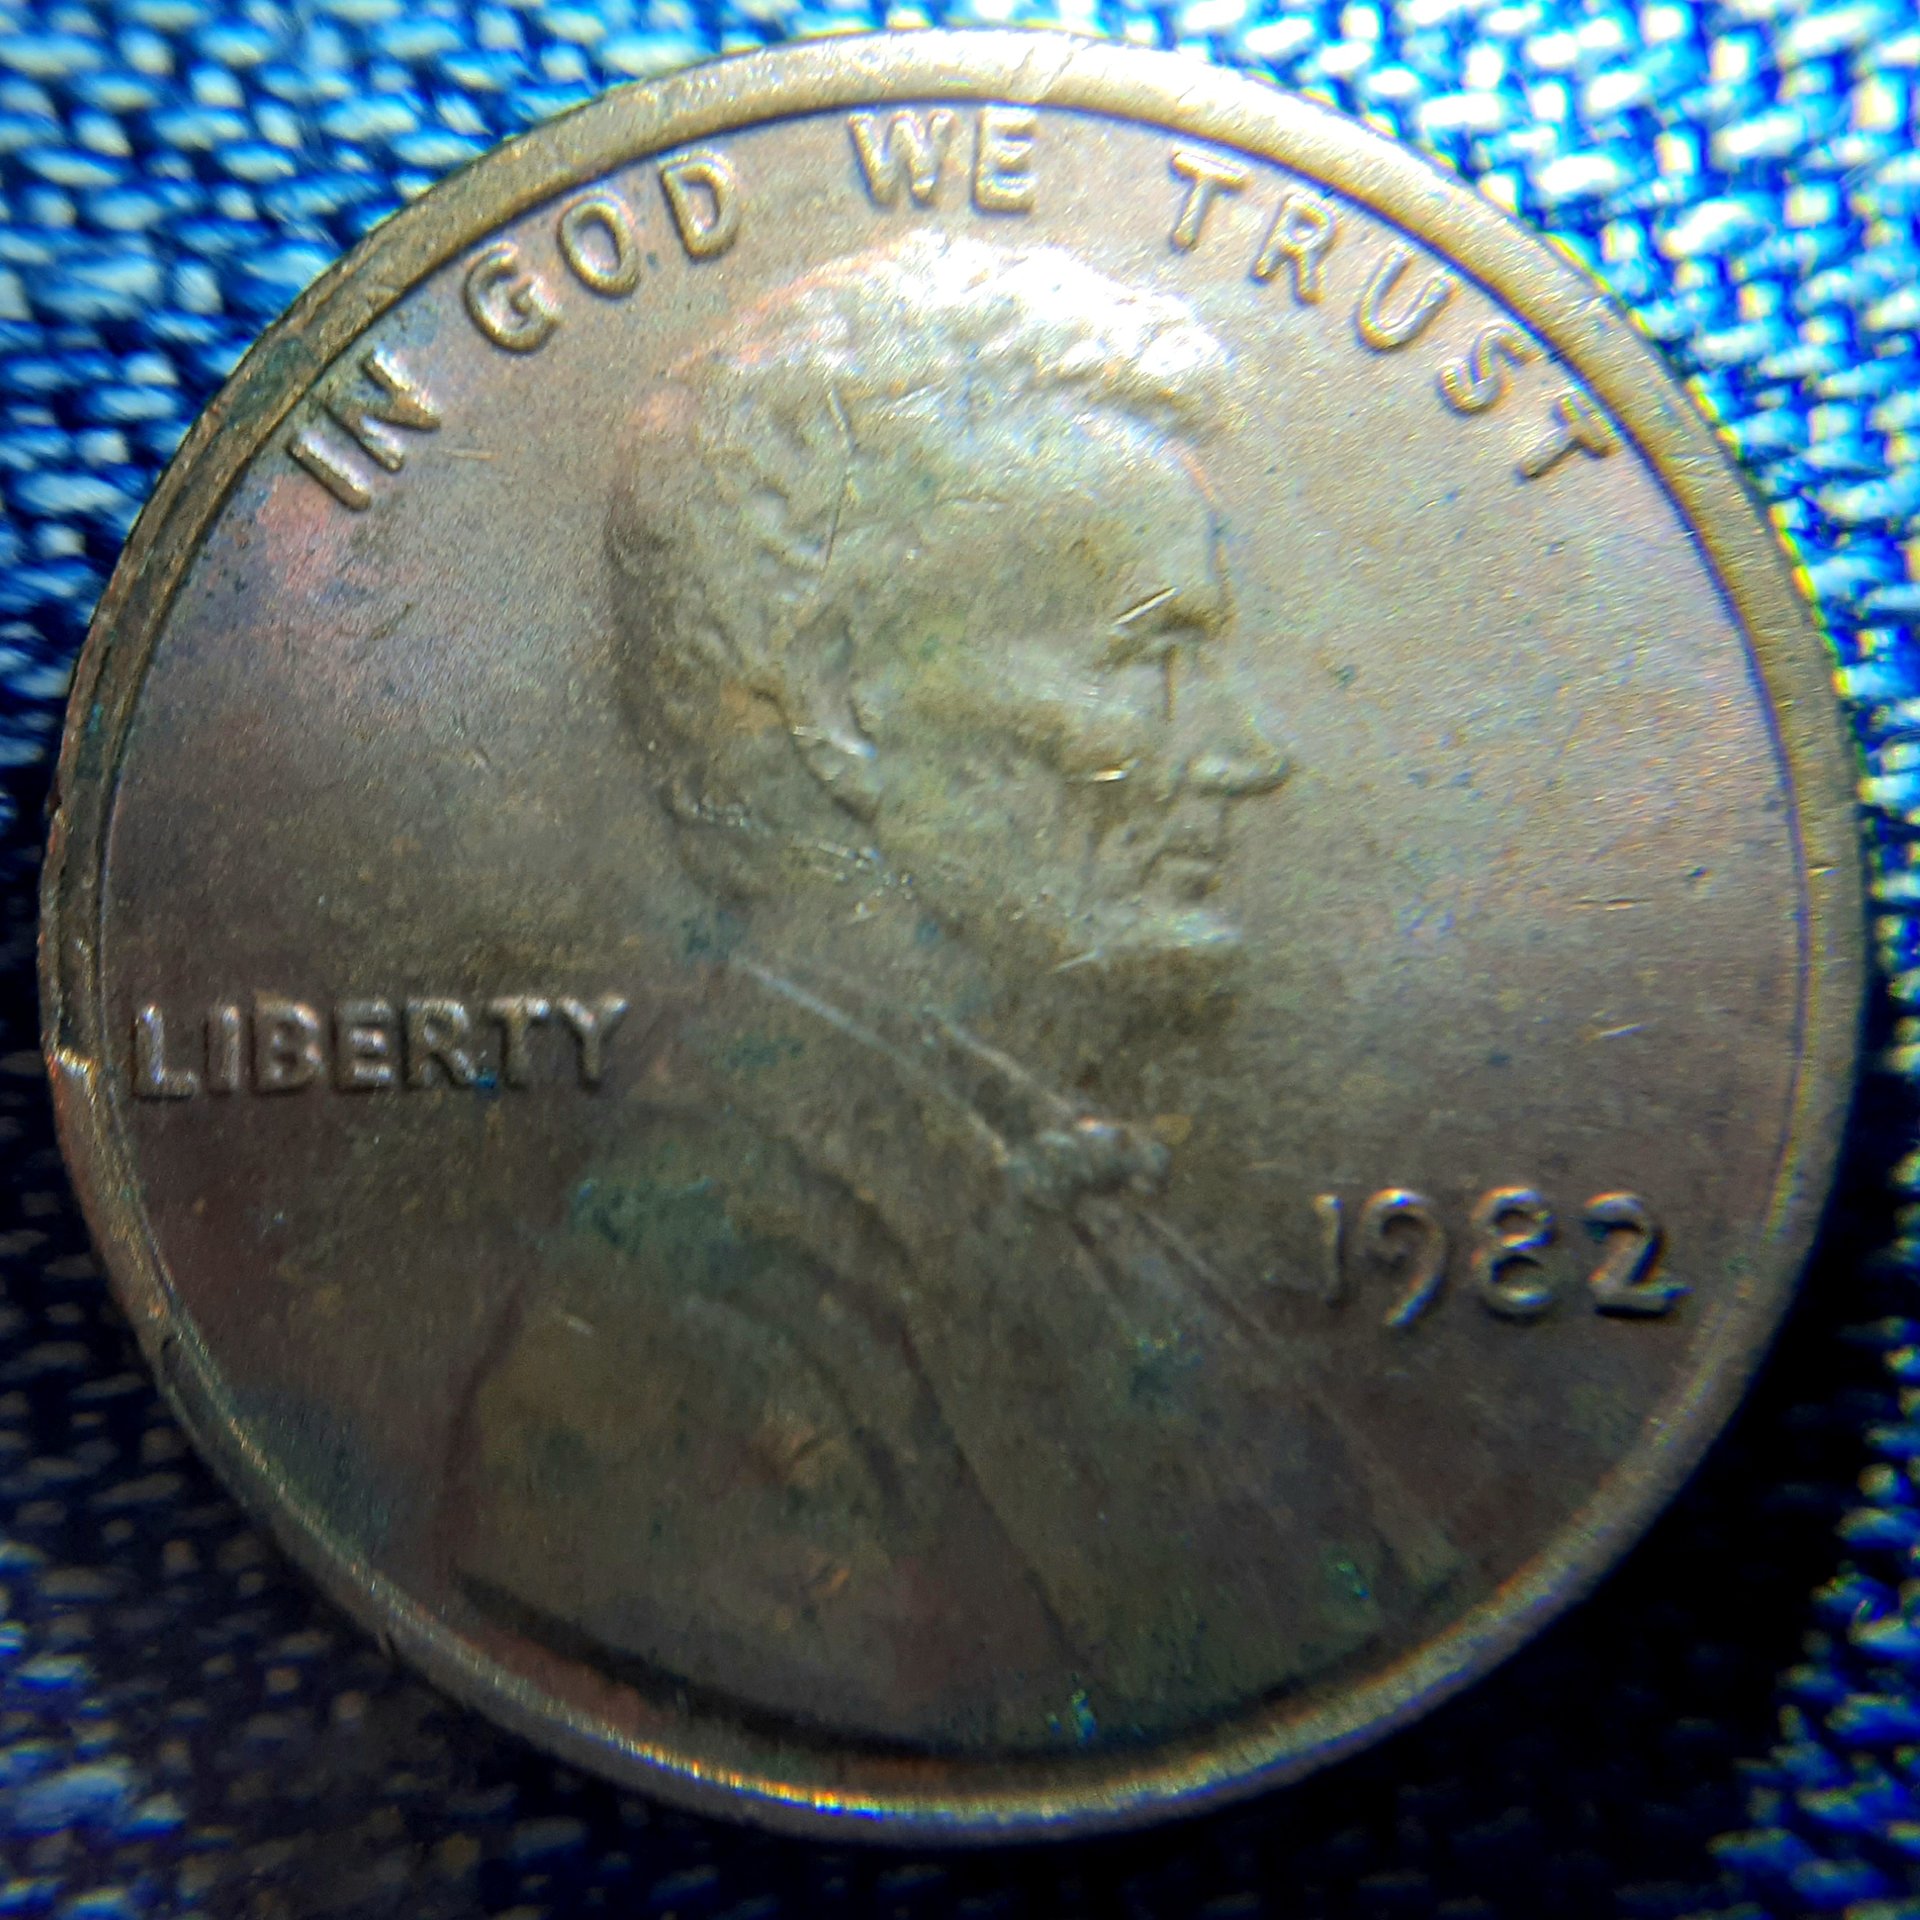 IN GOD WE TRUST
LIBERTY
1982